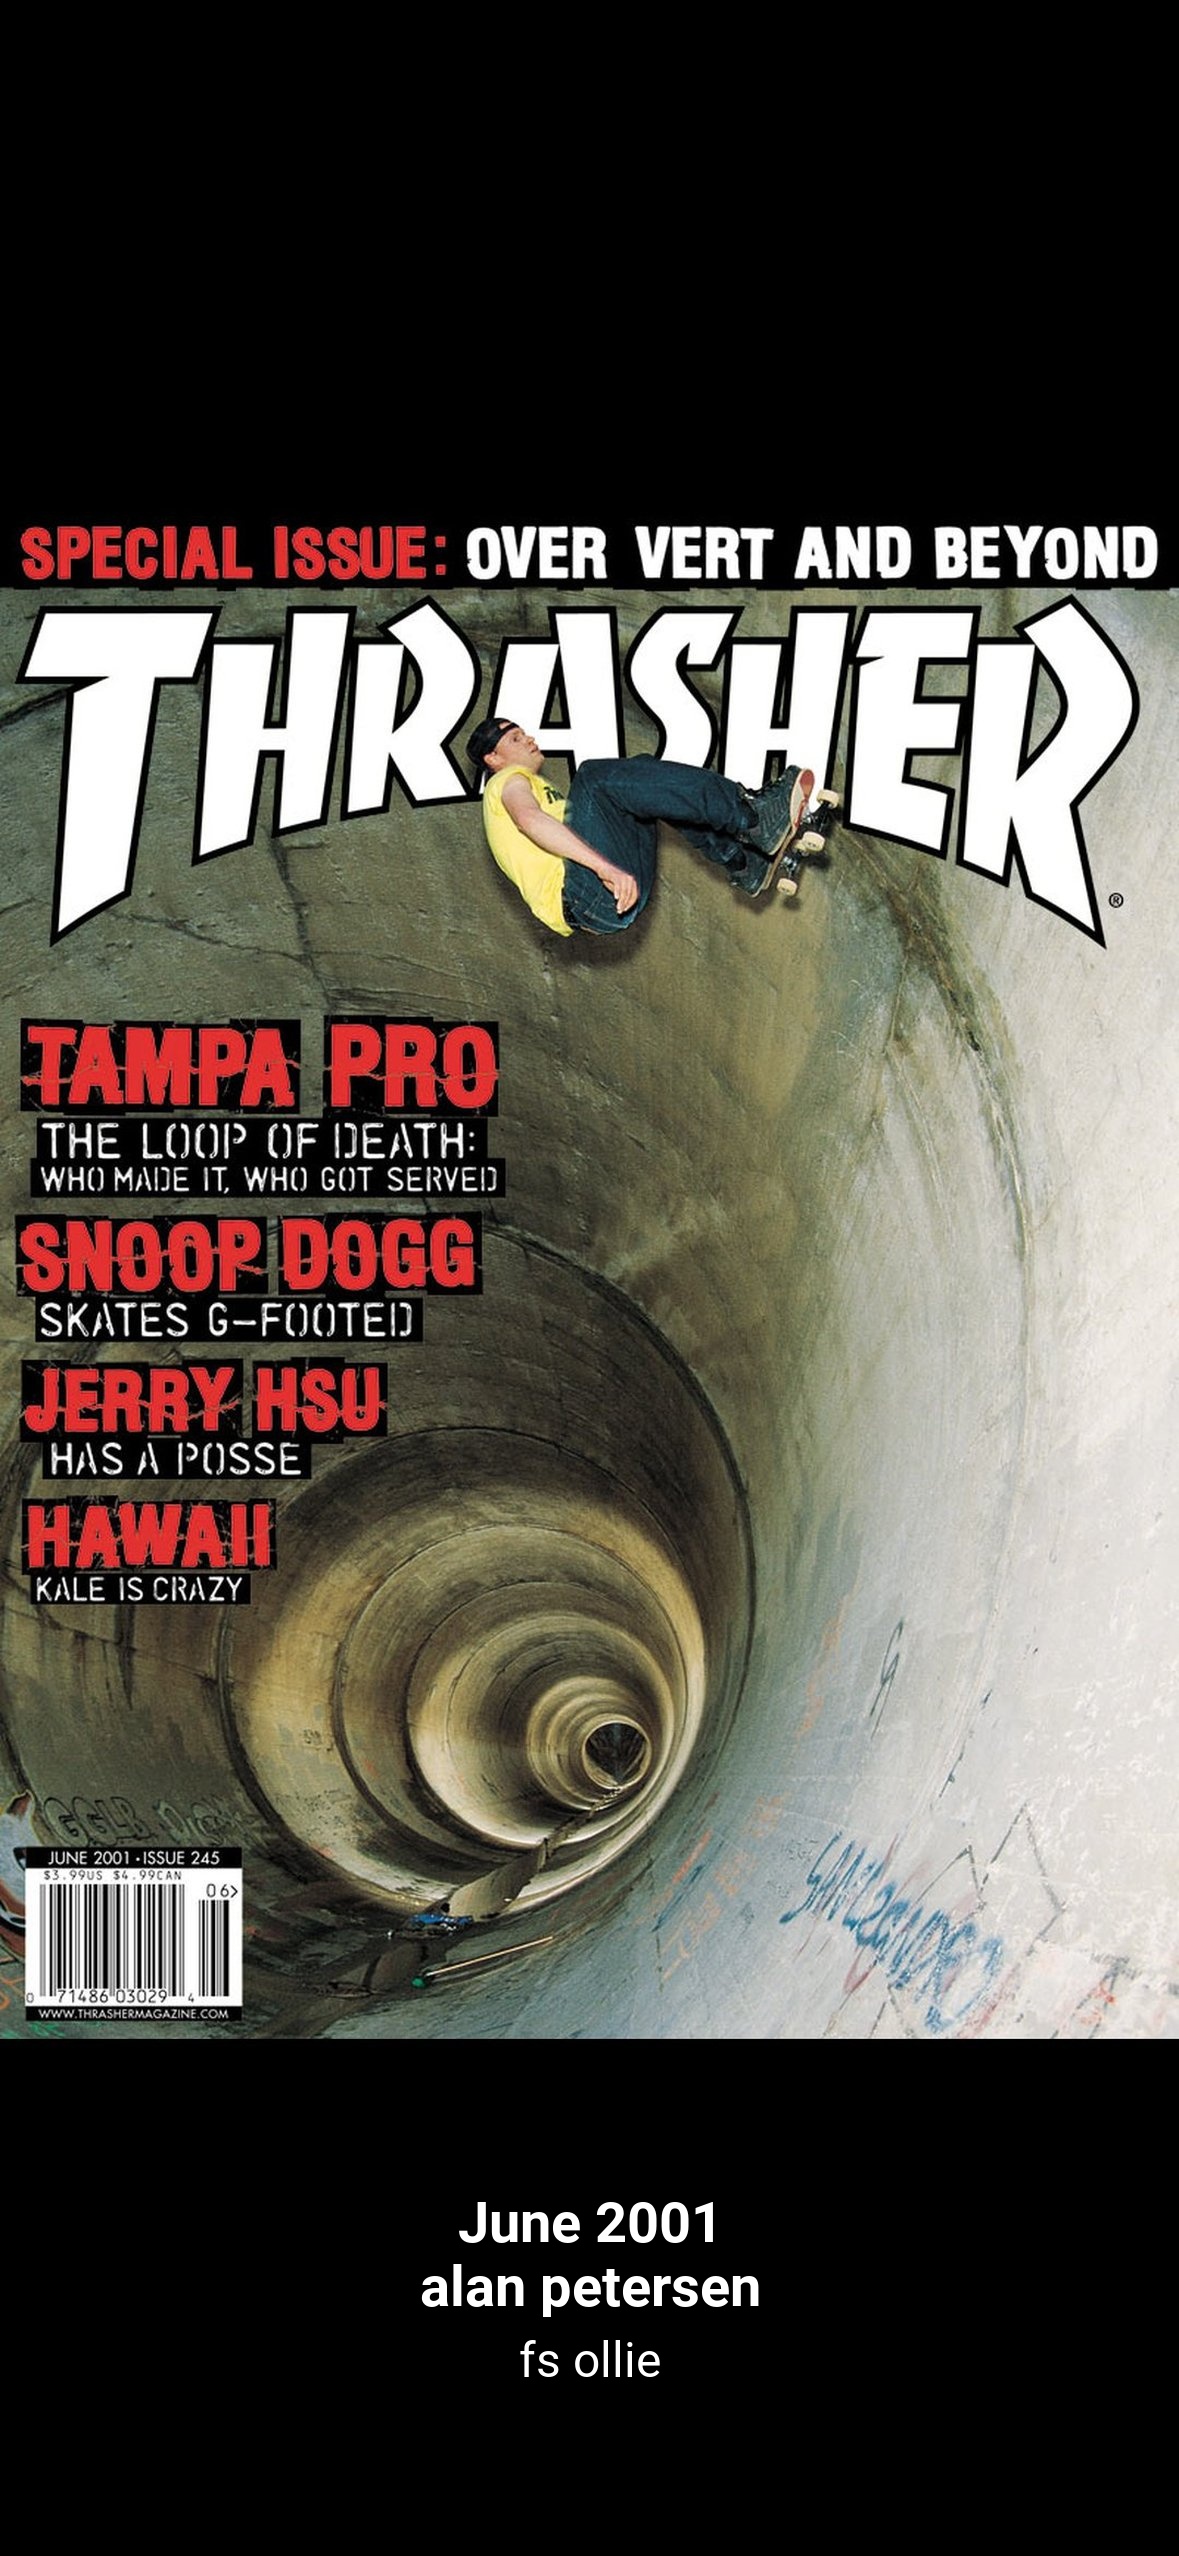 SPECIAL ISSUE: OVER VERT AND BEYOND
THRASHER
®
TAMPA PRO
THE LOOP OF DEATH:
WHO MADE IT, WHO GOT SERVED
SNOOP DOGG
SKATES G-FOOTED
JERRY HSU
HAS A POSSE
HAWAII
KALE IS CRAZY
JUNE 2001 • ISSUE 245
$3.99US $4.99CAN
06>
0 71486 03029 4
WWW.THRASHERMAGAZINE.COM
June 2001
alan petersen
fs ollie